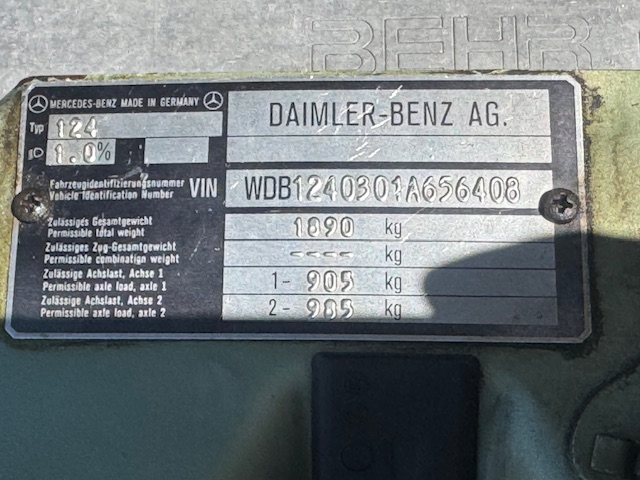 BEHR
MERCEDES-BENZ MADE IN GERMANY
DAIMLER-BENZ AG.
Typ 124
1.0%
Fahrzeugidentifizierungsnummer
Vehicle Identification Number
VIN WDB1240301A656408
Zulässiges Gesamtgewicht
Permissible total weight
1890 kg
Zulässiges Zug-Gesamtgewicht
Permissible combination weight
---- kg
Zulässige Achslast, Achse 1
Permissible axle load, axle 1
1- 905 kg
Zulässige Achslast, Achse 2
Permissible axle load, axle 2
2- 985 kg